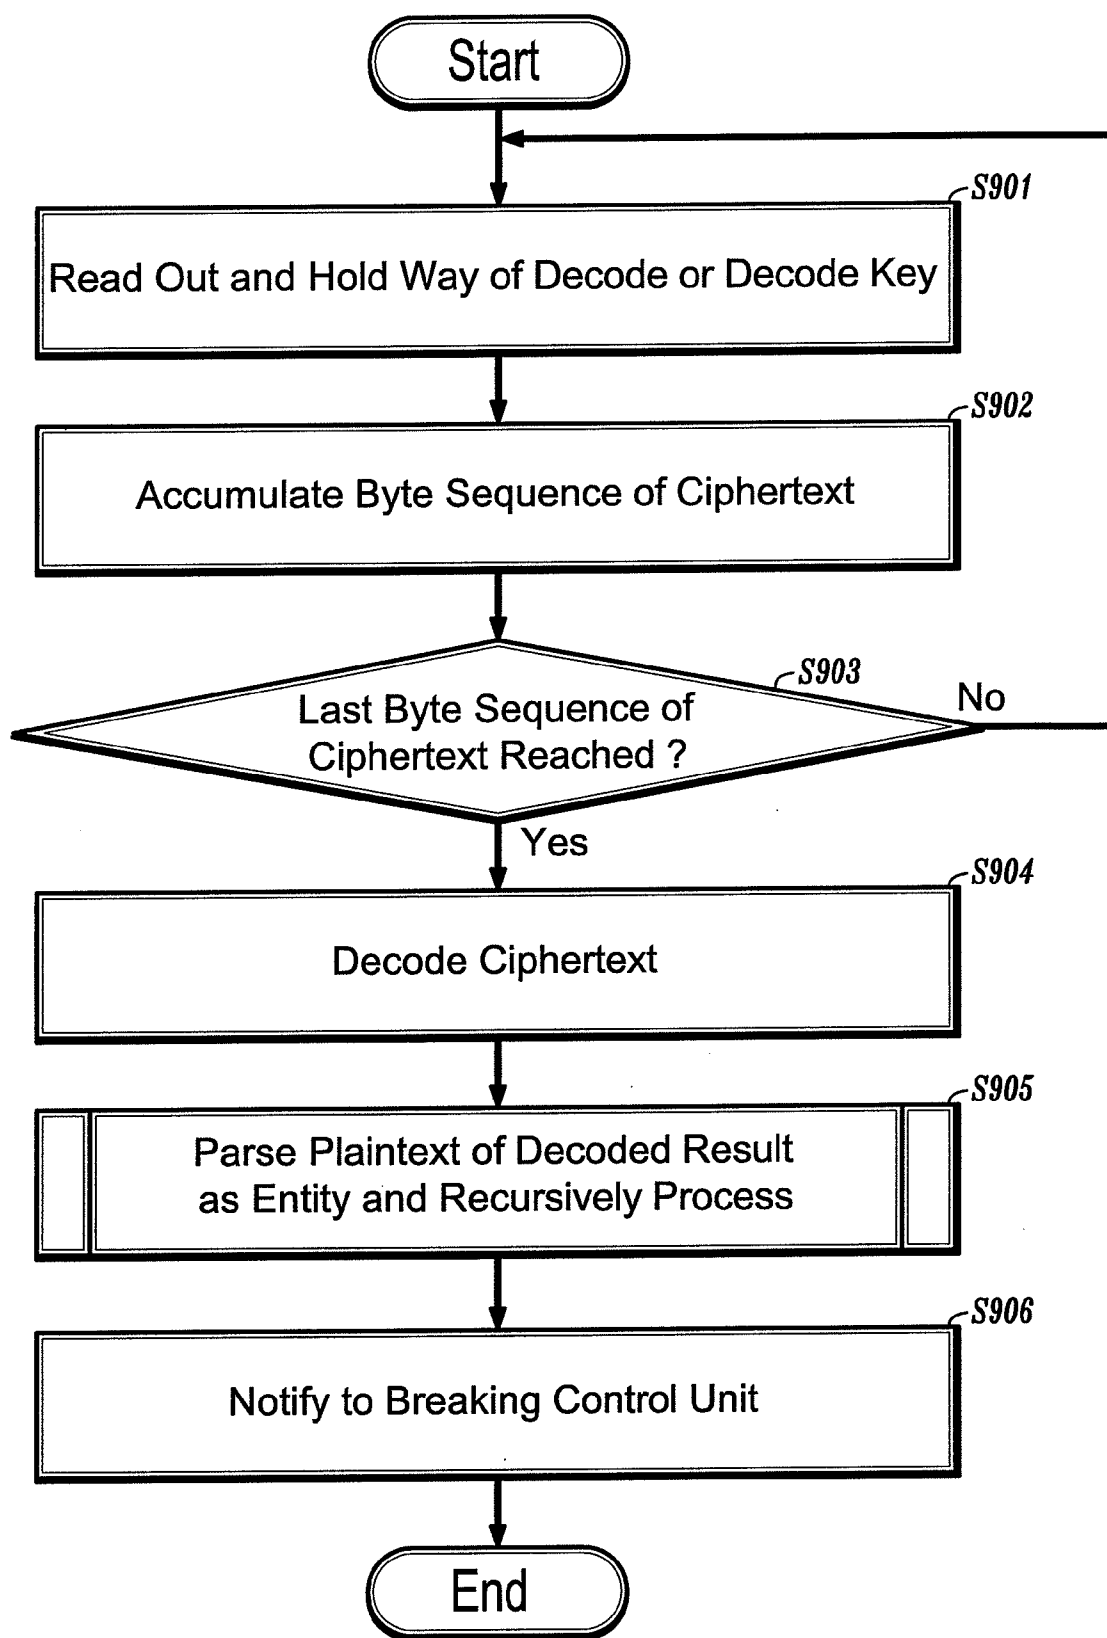 Start
S901
Read Out and Hold Way of Decode or Decode Key
S902
Accumulate Byte Sequence of Ciphertext
S903
Last Byte Sequence of
Ciphertext Reached ?
No
Yes
S904
Decode Ciphertext
S905
Parse Plaintext of Decoded Result
as Entity and Recursively Process
S906
Notify to Breaking Control Unit
End